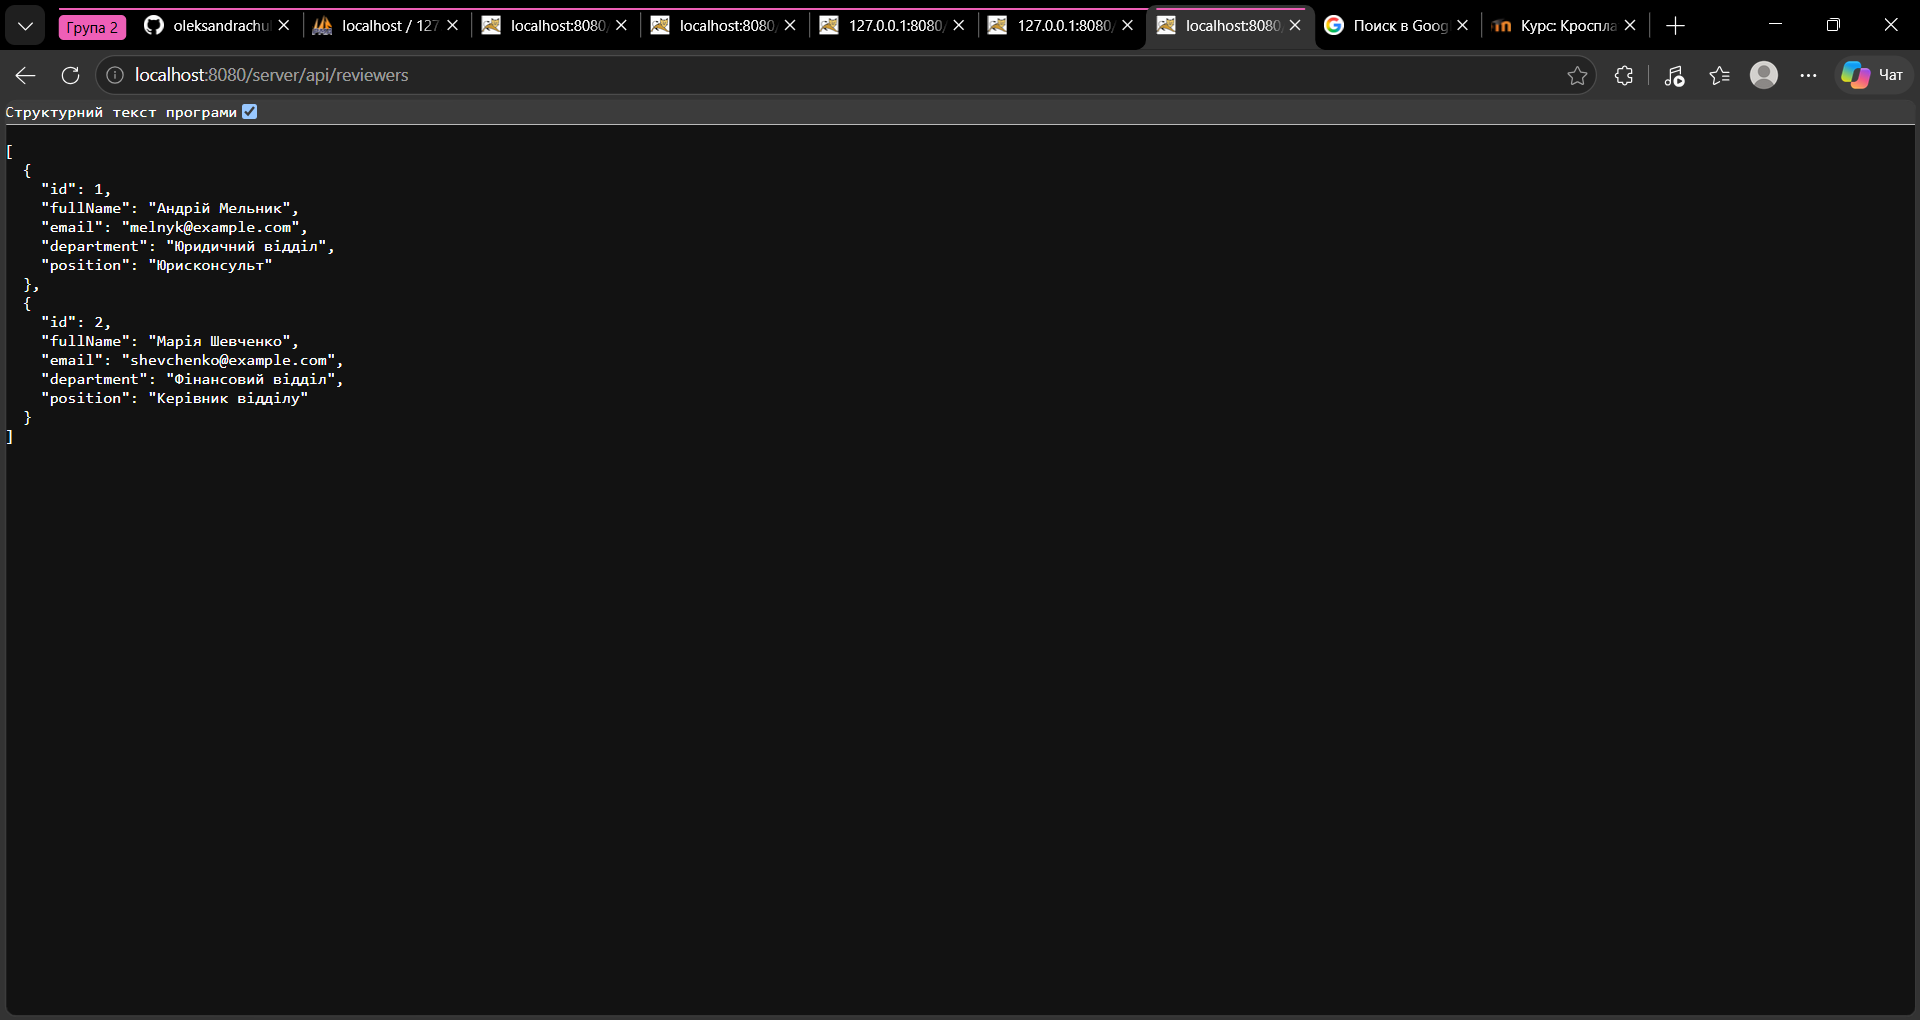 Група 2
oleksandrachu
localhost / 127
localhost:8080/
localhost:8080/
127.0.0.1:8080/
127.0.0.1:8080/
localhost:8080/
Поиск в Goog
Курс: Кроспла
localhost:8080/server/api/reviewers
Чат
Структурний текст програми
[
{
"id": 1,
"fullName": "Андрій Мельник",
"email": "melnyk@example.com",
"department": "Юридичний відділ",
"position": "Юрисконсульт"
},
{
"id": 2,
"fullName": "Марія Шевченко",
"email": "shevchenko@example.com",
"department": "Фінансовий відділ",
"position": "Керівник відділу"
}
]